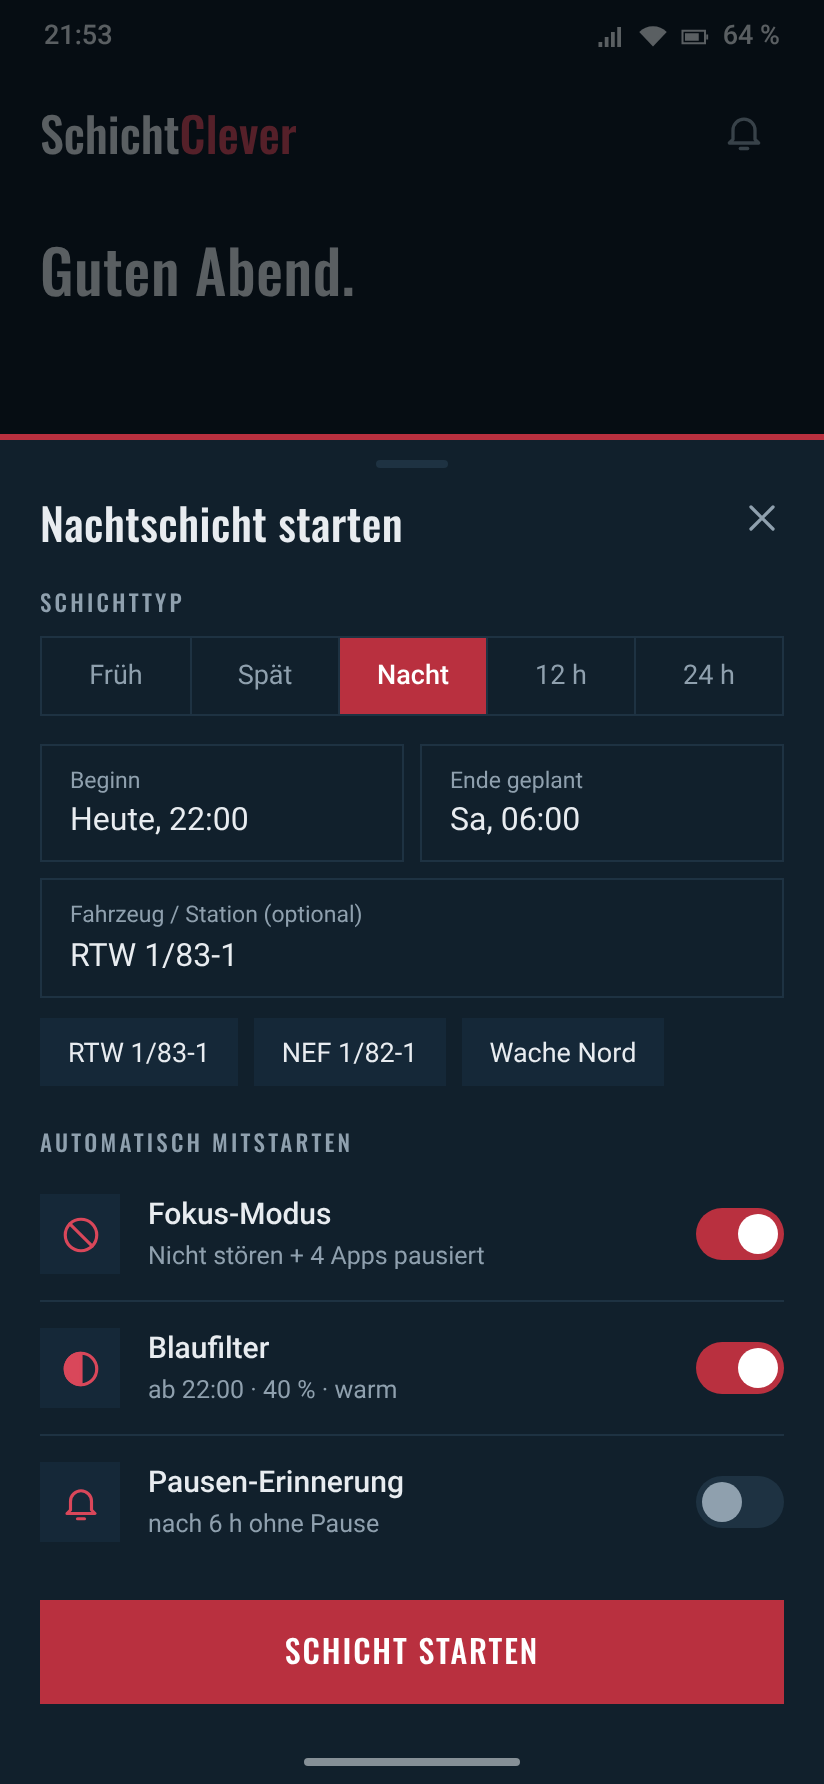 21:53
64 %
SchichtClever
Guten Abend.
Nachtschicht starten
SCHICHTTYP
Früh Spät Nacht 12 h 24 h
Beginn
Heute, 22:00
Ende geplant
Sa, 06:00
Fahrzeug / Station (optional)
RTW 1/83-1
RTW 1/83-1 NEF 1/82-1 Wache Nord
AUTOMATISCH MITSTARTEN
Fokus-Modus
Nicht stören + 4 Apps pausiert
Blaufilter
ab 22:00 · 40 % · warm
Pausen-Erinnerung
nach 6 h ohne Pause
SCHICHT STARTEN